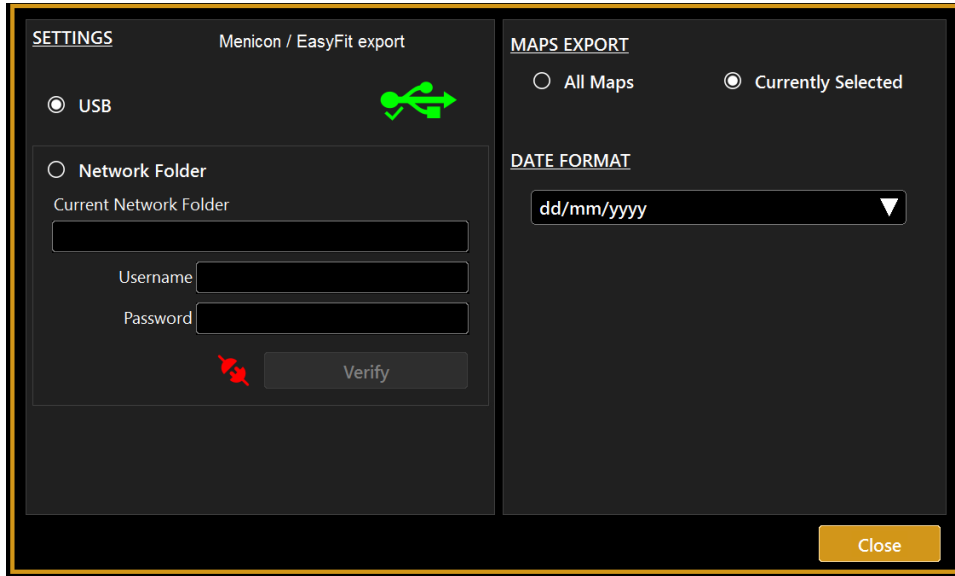 SETTINGS
Menicon / EasyFit export
USB
Network Folder
Current Network Folder
Username
Password
Verify
MAPS EXPORT
All Maps
Currently Selected
DATE FORMAT
dd/mm/yyyy
Close